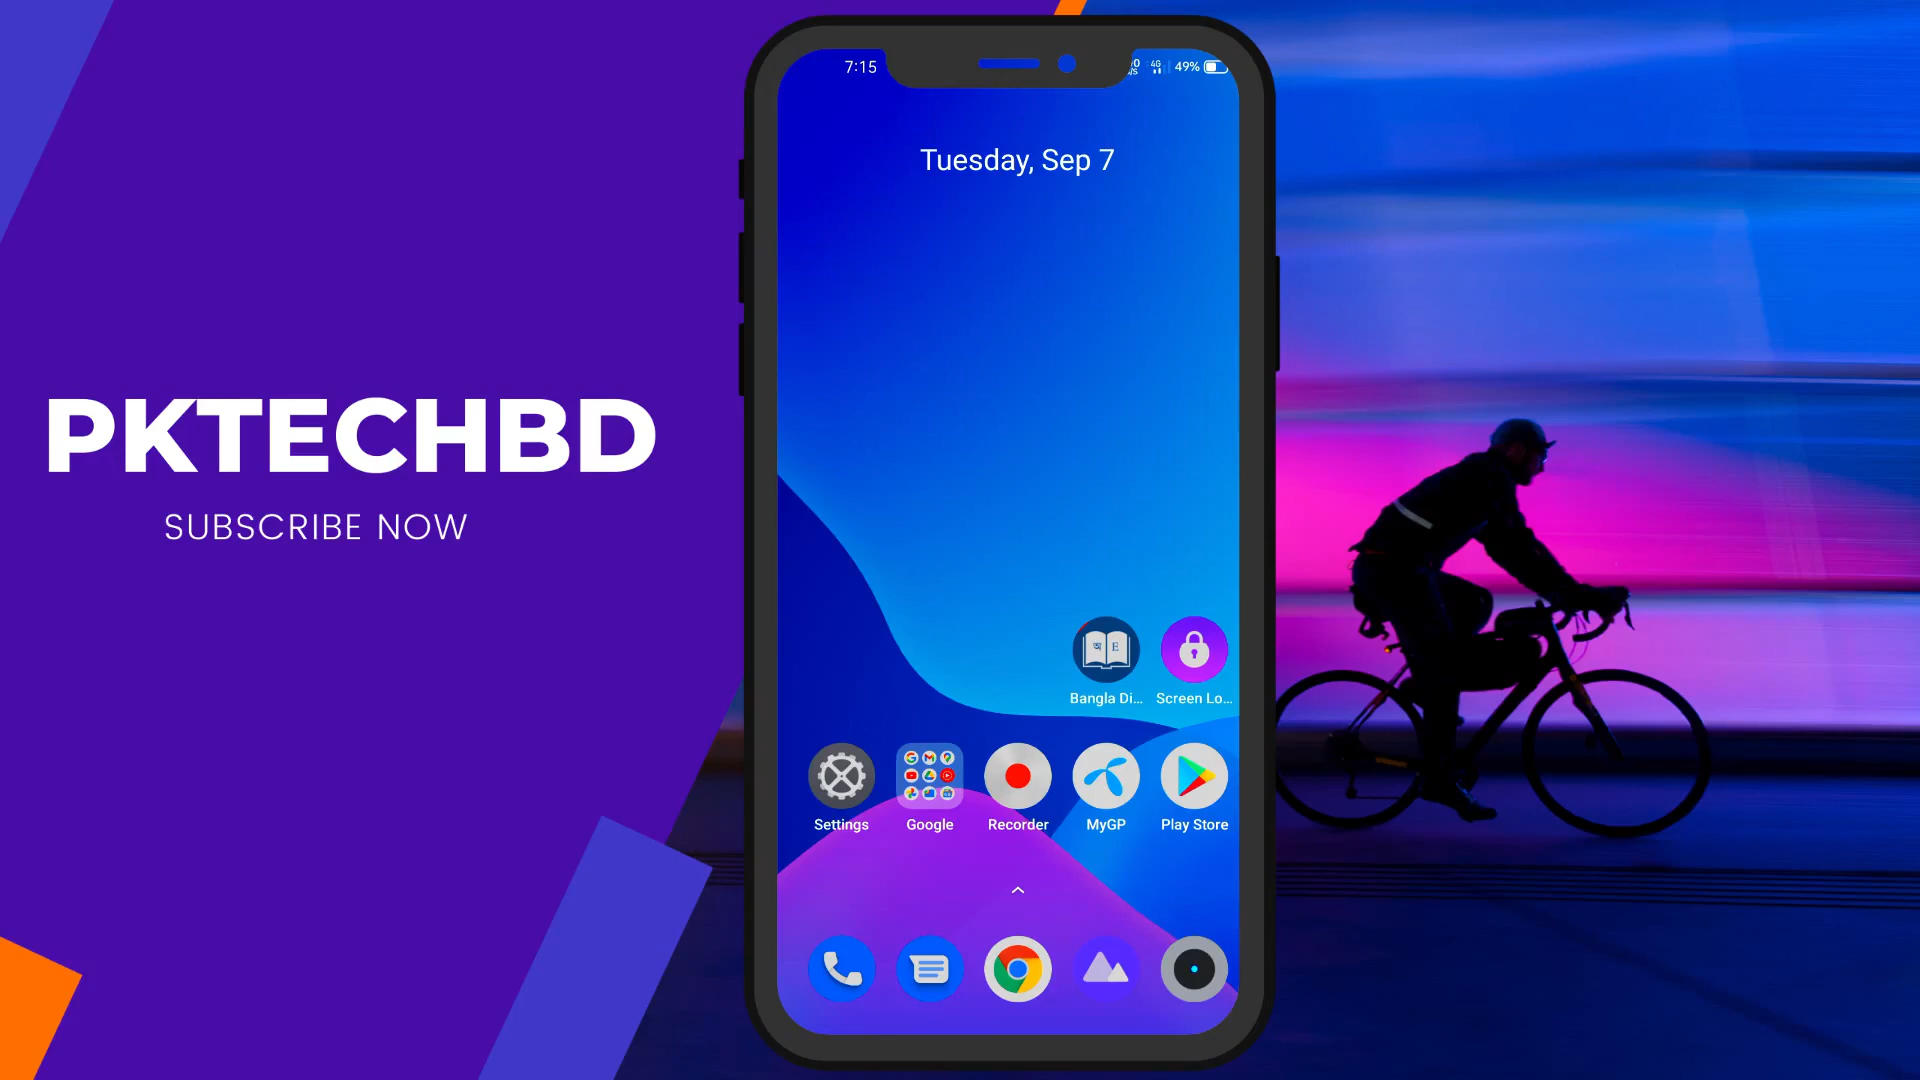 PKTECHBD
SUBSCRIBE NOW
7:15
4G 49%
Tuesday, Sep 7
অ E
Bangla Di...
Screen Lo...
Settings
Google
Recorder
MyGP
Play Store